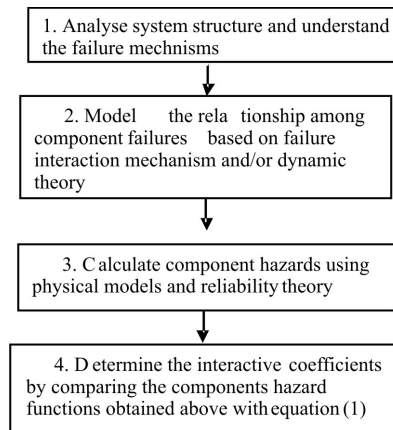 1. Analyse system structure and understand
the failure mechnisms
2. Model the rela tionship among
component failures based on failure
interaction mechanism and/or dynamic
theory
3. C alculate component hazards using
physical models and reliability theory
4. D etermine the interactive coefficients
by comparing the components hazard
functions obtained above with equation (1)